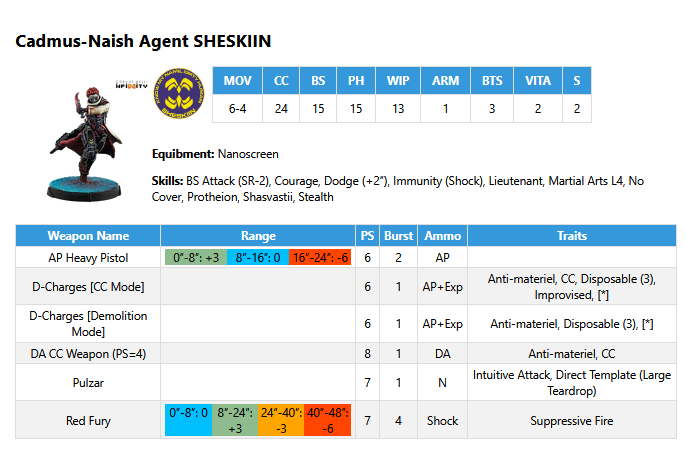 Cadmus-Naish Agent SHESKIIN
INFINITY
SHESKIIN
MOV CC BS PH WIP ARM BTS VITA S
6-4 24 15 15 13 1 3 2 2
Equibment: Nanoscreen
Skills: BS Attack (SR-2), Courage, Dodge (+2″), Immunity (Shock), Lieutenant, Martial Arts L4, No
Cover, Protheion, Shasvastii, Stealth
Weapon Name Range PS Burst Ammo Traits
AP Heavy Pistol 0″-8″: +3 8″-16″: 0 16″-24″: -6 6 2 AP
D-Charges [CC Mode] 6 1 AP+Exp Anti-materiel, CC, Disposable (3),
Improvised, [*]
D-Charges [Demolition
Mode] 6 1 AP+Exp Anti-materiel, Disposable (3), [*]
DA CC Weapon (PS=4) 8 1 DA Anti-materiel, CC
Pulzar 7 1 N Intuitive Attack, Direct Template (Large
Teardrop)
Red Fury 0″-8″: 0 8″-24″: +3 24″-40″: -3 40″-48″: -6 7 4 Shock Suppressive Fire